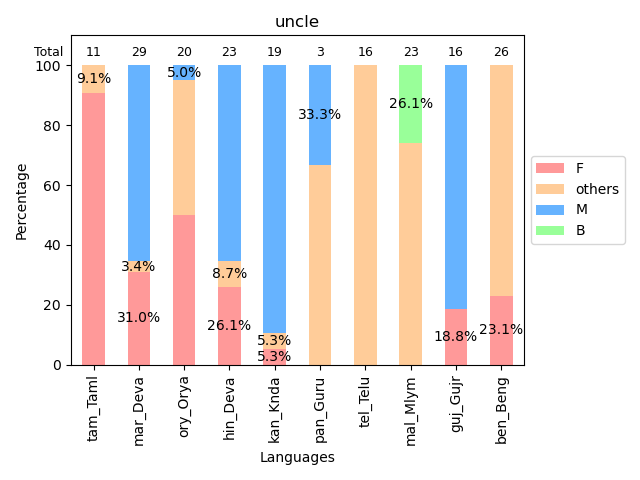 uncle
Total 11 29 20 23 19 3 16 23 16 26
100
80
60
40
20
0
Percentage
9.1%
3.4%
31.0%
5.0%
8.7%
26.1%
5.3%
5.3%
33.3%
26.1%
18.8%
23.1%
tam_Taml
mar_Deva
ory_Orya
hin_Deva
kan_Knda
pan_Guru
tel_Telu
mal_Mlym
guj_Gujr
ben_Beng
Languages
F
others
M
B